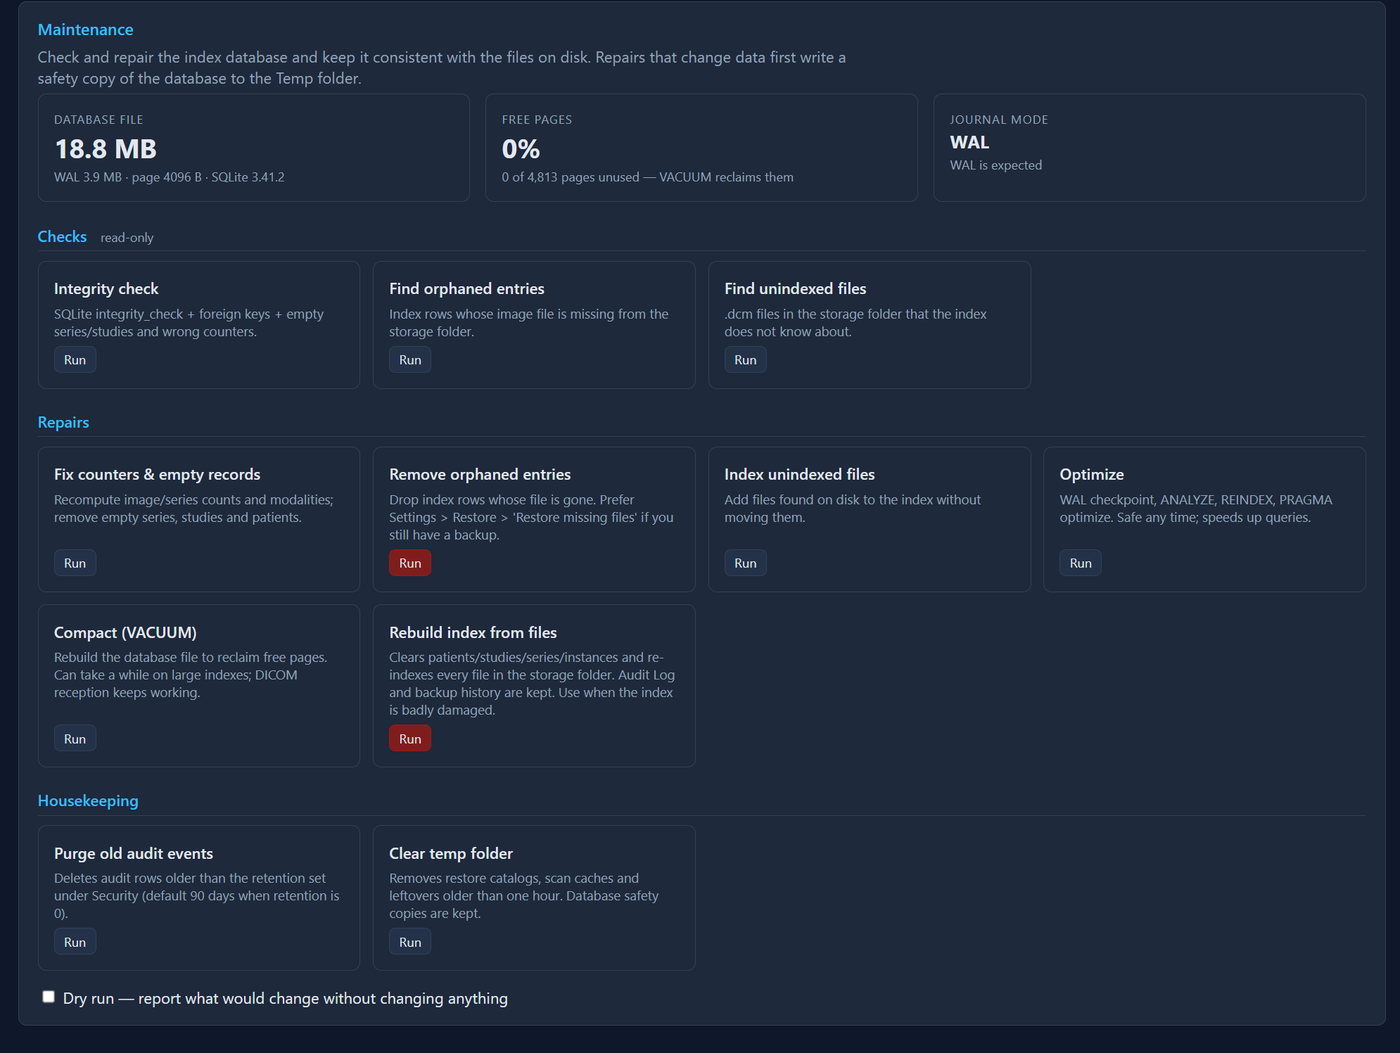 Maintenance
Check and repair the index database and keep it consistent with the files on disk. Repairs that change data first write a
safety copy of the database to the Temp folder.
DATABASE FILE
18.8 MB
WAL 3.9 MB · page 4096 B · SQLite 3.41.2
FREE PAGES
0%
0 of 4,813 pages unused — VACUUM reclaims them
JOURNAL MODE
WAL
WAL is expected
Checks read-only
Integrity check
SQLite integrity_check + foreign keys + empty
series/studies and wrong counters.
Run
Find orphaned entries
Index rows whose image file is missing from the
storage folder.
Run
Find unindexed files
.dcm files in the storage folder that the index
does not know about.
Run
Repairs
Fix counters & empty records
Recompute image/series counts and modalities;
remove empty series, studies and patients.
Run
Remove orphaned entries
Drop index rows whose file is gone. Prefer
Settings > Restore > 'Restore missing files' if you
still have a backup.
Run
Index unindexed files
Add files found on disk to the index without
moving them.
Run
Optimize
WAL checkpoint, ANALYZE, REINDEX, PRAGMA
optimize. Safe any time; speeds up queries.
Run
Compact (VACUUM)
Rebuild the database file to reclaim free pages.
Can take a while on large indexes; DICOM
reception keeps working.
Run
Rebuild index from files
Clears patients/studies/series/instances and re-
indexes every file in the storage folder. Audit Log
and backup history are kept. Use when the index
is badly damaged.
Run
Housekeeping
Purge old audit events
Deletes audit rows older than the retention set
under Security (default 90 days when retention is
0).
Run
Clear temp folder
Removes restore catalogs, scan caches and
leftovers older than one hour. Database safety
copies are kept.
Run
Dry run — report what would change without changing anything